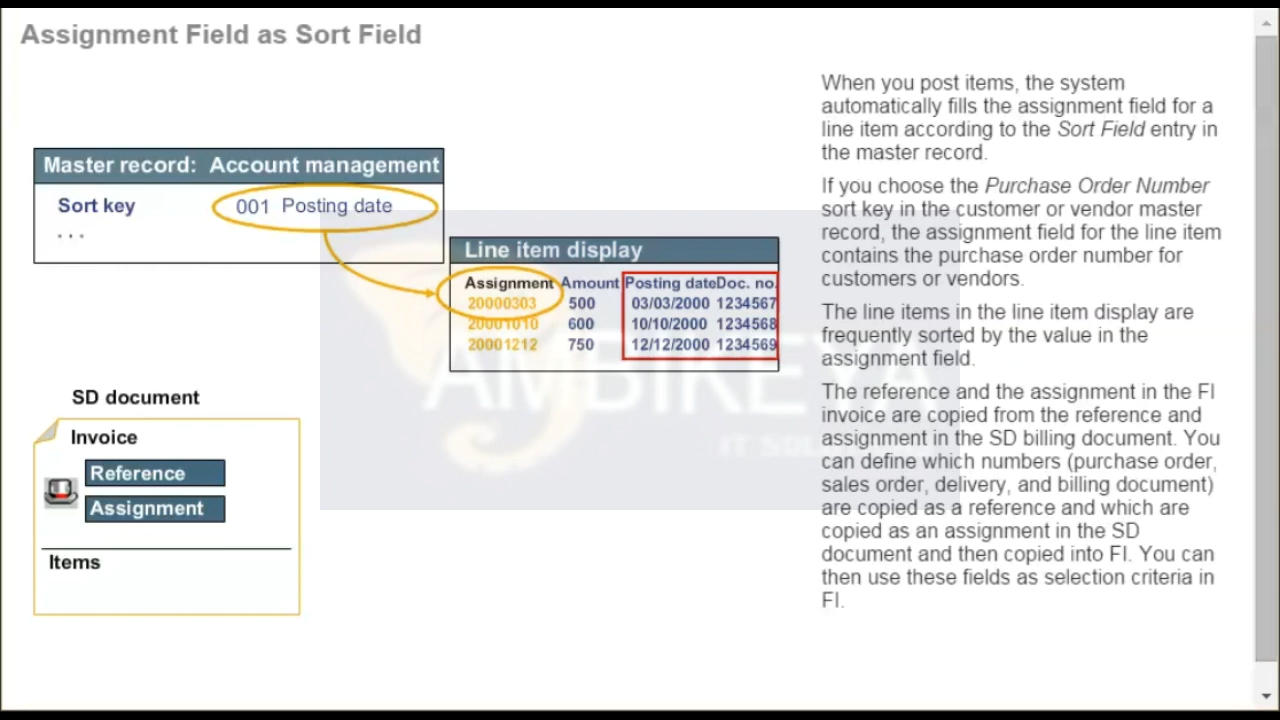 Assignment Field as Sort Field
Master record: Account management
Sort key 001 Posting date
. . .
Line item display
Assignment Amount Posting date Doc. no.
20000303 500 03/03/2000 1234567
20001010 600 10/10/2000 1234568
20001212 750 12/12/2000 1234569
SD document
Invoice
Reference
Assignment
Items
When you post items, the system
automatically fills the assignment field for a
line item according to the Sort Field entry in
the master record.
If you choose the Purchase Order Number
sort key in the customer or vendor master
record, the assignment field for the line item
contains the purchase order number for
customers or vendors.
The line items in the line item display are
frequently sorted by the value in the
assignment field.
The reference and the assignment in the FI
invoice are copied from the reference and
assignment in the SD billing document. You
can define which numbers (purchase order,
sales order, delivery, and billing document)
are copied as a reference and which are
copied as an assignment in the SD
document and then copied into FI. You can
then use these fields as selection criteria in
FI.
AMBIKEYA